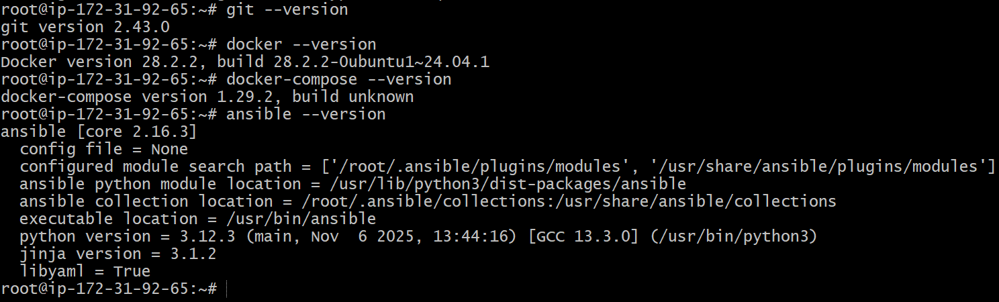 root@ip-172-31-92-65:~# git --version
git version 2.43.0
root@ip-172-31-92-65:~# docker --version
Docker version 28.2.2, build 28.2.2-0ubuntu1~24.04.1
root@ip-172-31-92-65:~# docker-compose --version
docker-compose version 1.29.2, build unknown
root@ip-172-31-92-65:~# ansible --version
ansible [core 2.16.3]
  config file = None
  configured module search path = ['/root/.ansible/plugins/modules', '/usr/share/ansible/plugins/modules']
  ansible python module location = /usr/lib/python3/dist-packages/ansible
  ansible collection location = /root/.ansible/collections:/usr/share/ansible/collections
  executable location = /usr/bin/ansible
  python version = 3.12.3 (main, Nov  6 2025, 13:44:16) [GCC 13.3.0] (/usr/bin/python3)
  jinja version = 3.1.2
  libyaml = True
root@ip-172-31-92-65:~#